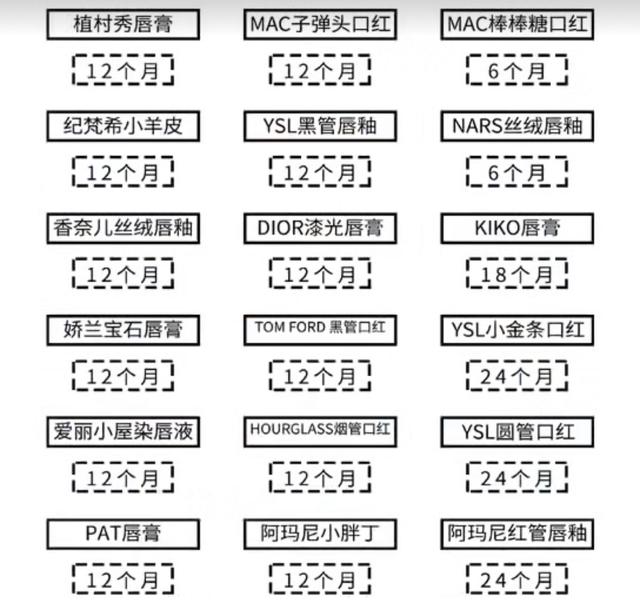 植村秀唇膏 MAC子弹头口红 MAC棒棒糖口红
12个月 12个月 6个月
纪梵希小羊皮 YSL黑管唇釉 NARS丝绒唇釉
12个月 12个月 6个月
香奈儿丝绒唇釉 DIOR漆光唇膏 KIKO唇膏
12个月 12个月 18个月
娇兰宝石唇膏 TOM FORD 黑管口红 YSL小金条口红
12个月 12个月 24个月
爱丽小屋染唇液 HOURGLASS烟管口红 YSL圆管口红
12个月 12个月 24个月
PAT唇膏 阿玛尼小胖丁 阿玛尼红管唇釉
12个月 12个月 24个月